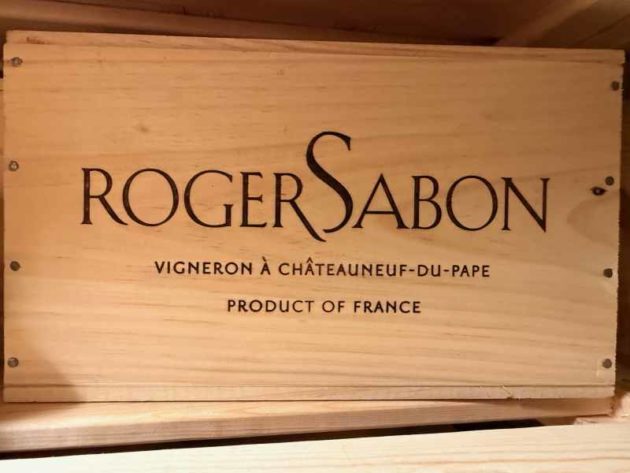 ROGERSABON
VIGNERON À CHÂTEAUNEUF-DU-PAPE
PRODUCT OF FRANCE